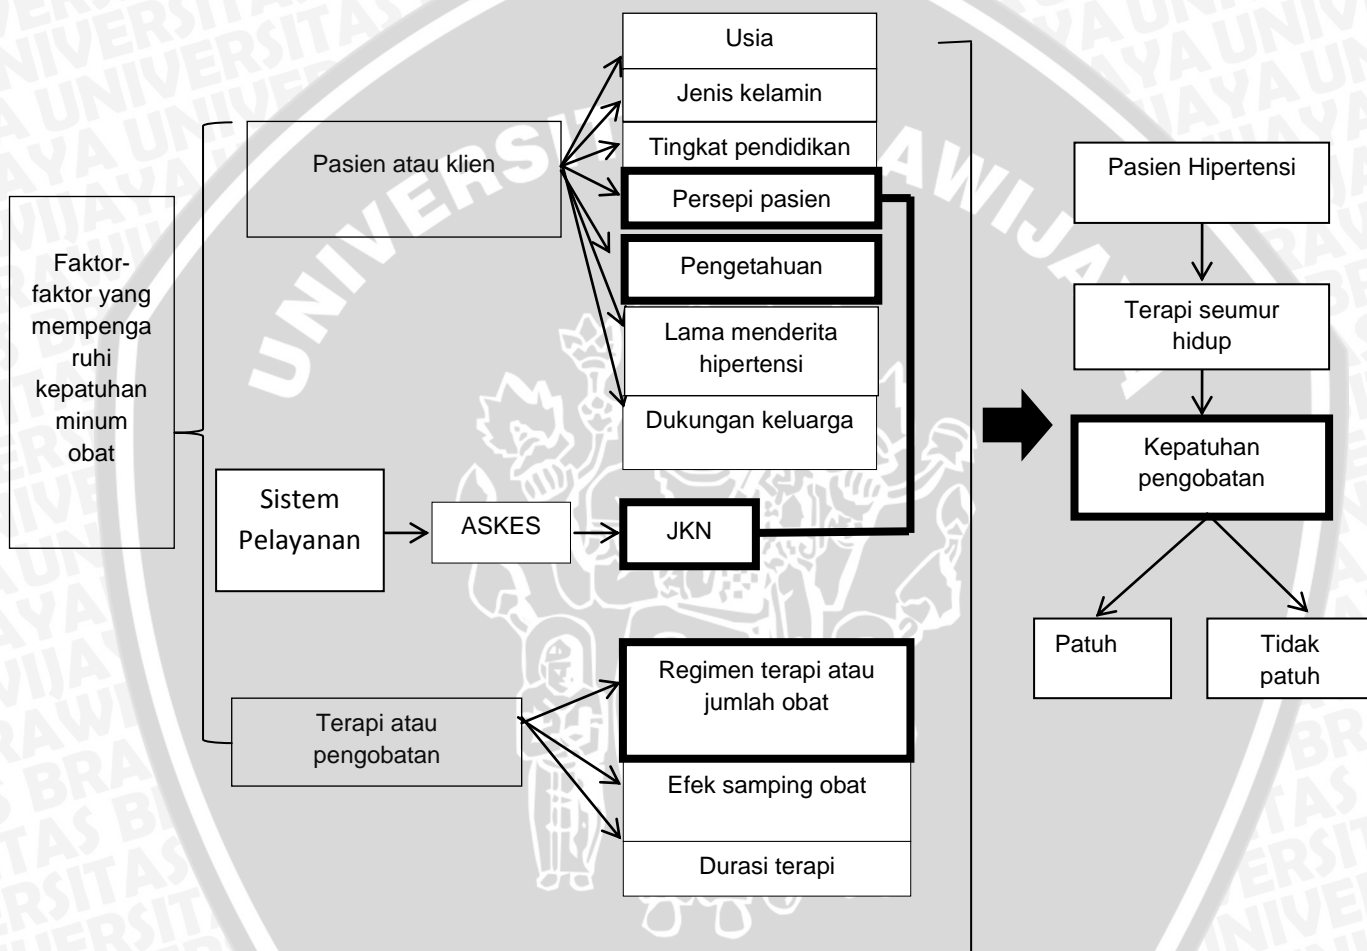 Faktor-
faktor yang
mempenga
ruhi
kepatuhan
minum
obat
Pasien atau klien
Usia
Jenis kelamin
Tingkat pendidikan
Persepi pasien
Pengetahuan
Lama menderita
hipertensi
Dukungan keluarga
Sistem
Pelayanan
ASKES
JKN
Terapi atau
pengobatan
Regimen terapi atau
jumlah obat
Efek samping obat
Durasi terapi
Pasien Hipertensi
Terapi seumur
hidup
Kepatuhan
pengobatan
Patuh
Tidak
patuh